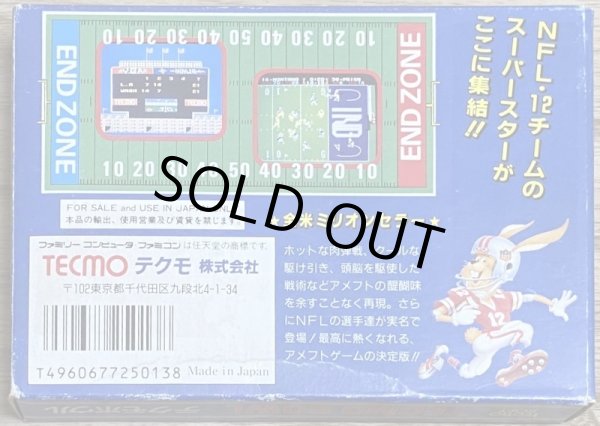 NFL・12チームの
スーパースターが
ここに集結!!
END ZONE
END ZONE
10 20 30 40 50 40 30 20 10
FOR SALE and USE IN JAPAN
本品の輸出、使用営業及び賃貸を禁じます。
SOLD OUT
★全米ミリオンセラー★
ファミリーコンピュータ・ファミコンは任天堂の商標です。
TECMO テクモ 株式会社
〒102東京都千代田区九段北4-1-34
T4960677250138 Made in Japan
ホットな肉弾戦、クールな
駆け引き、頭脳を駆使した
戦術などアメフトの醍醐味
を余すことなく再現。さら
にNFLの選手達が実名で
登場!最高に熱くなれる、
アメフトゲームの決定版!!
12
テクモボウル